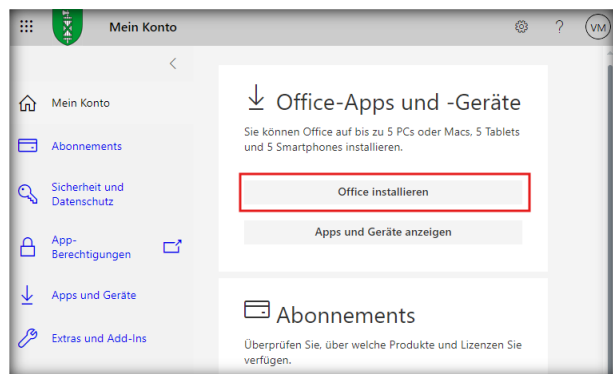 Mein Konto
VM
Mein Konto
Abonnements
Sicherheit und
Datenschutz
App-
Berechtigungen
Apps und Geräte
Extras und Add-Ins
Office-Apps und -Geräte
Sie können Office auf bis zu 5 PCs oder Macs, 5 Tablets
und 5 Smartphones installieren.
Office installieren
Apps und Geräte anzeigen
Abonnements
Überprüfen Sie, über welche Produkte und Lizenzen Sie
verfügen.